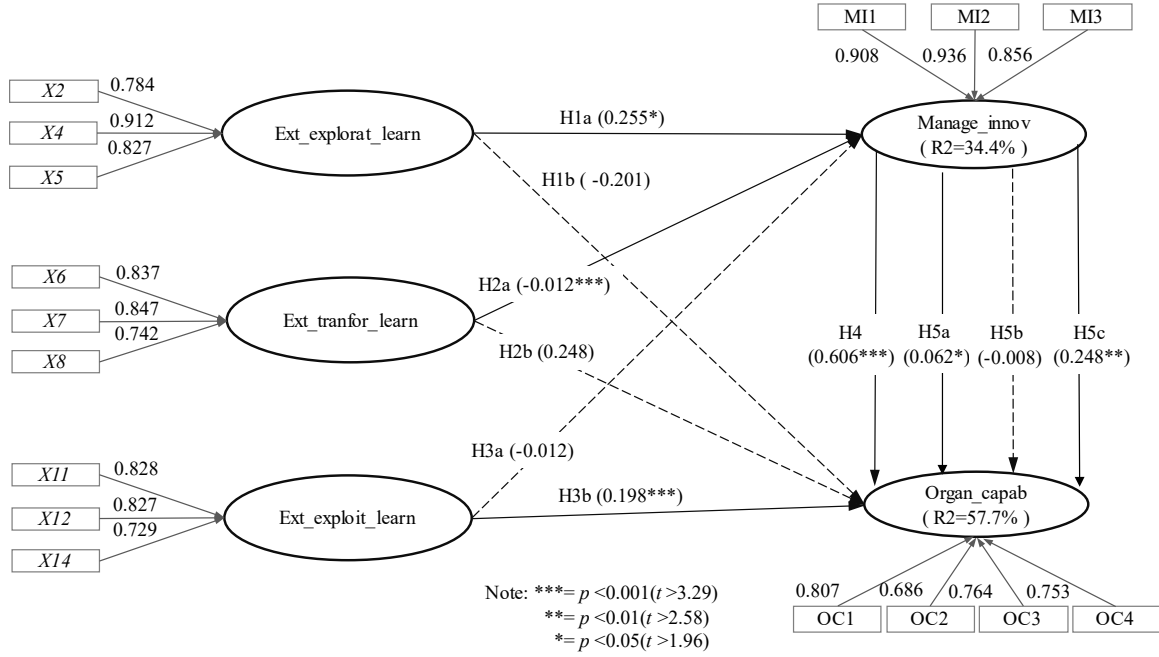 MI1 MI2 MI3
0.908 0.936 0.856
X2 0.784
X4 0.912
X5 0.827
Ext_explorat_learn
H1a (0.255*)
Manage_innov
( R2=34.4% )
H1b ( -0.201)
X6 0.837
X7 0.847
X8 0.742
Ext_tranfor_learn
H2a (-0.012***)
H2b (0.248)
H4 H5a H5b H5c
(0.606***) (0.062*) (-0.008) (0.248**)
X11 0.828
X12 0.827
X14 0.729
Ext_exploit_learn
H3a (-0.012)
H3b (0.198***)
Organ_capab
( R2=57.7% )
0.807 0.686 0.764 0.753
OC1 OC2 OC3 OC4
Note: ***= p <0.001(t >3.29)
**= p <0.01(t >2.58)
*= p <0.05(t >1.96)